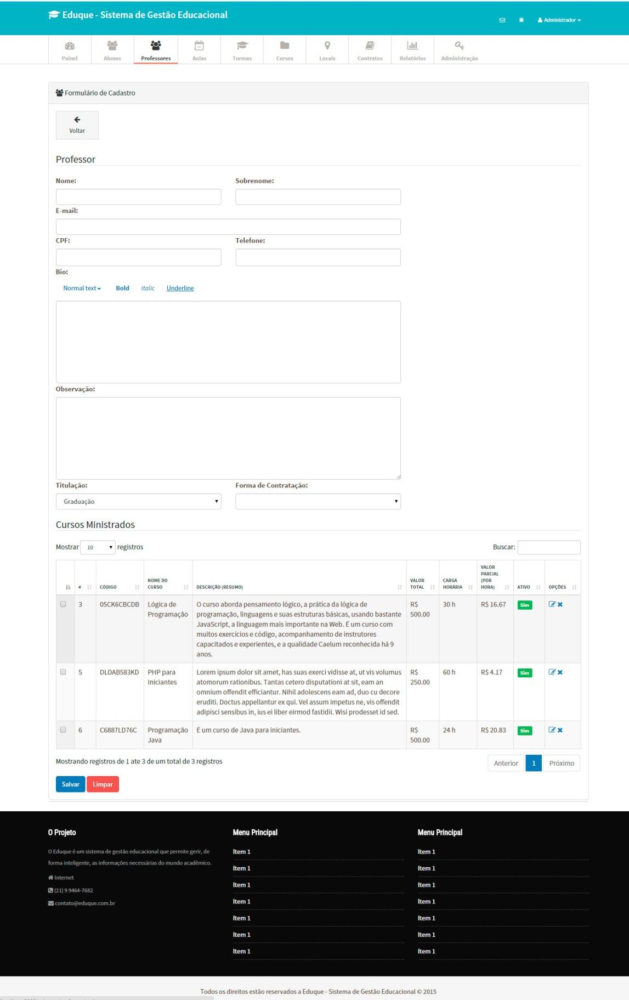 Eduque - Sistema de Gestão Educacional
Administrador
Painel
Alunos
Professores
Aulas
Turmas
Cursos
Locais
Contratos
Relatórios
Administração
Formulário de Cadastro
Voltar
Professor
Nome: Sobrenome:
E-mail:
CPF: Telefone:
Bio:
Normal text Bold Italic Underline
Observação:
Titulação: Forma de Contratação:
Graduação
Cursos Ministrados
Mostrar 10 registros Buscar:
# CÓDIGO NOME DO CURSO DESCRIÇÃO (RESUMO) VALOR TOTAL CARGA HORÁRIA VALOR PARCIAL (POR HORA) ATIVO OPÇÕES
3 05CK6CBCDB Lógica de O curso aborda pensamento lógico, a prática da lógica de R$ 30 h R$ 16.67 Sim
Programação programação, linguagens e suas estruturas básicas, usando bastante 500.00
JavaScript, a linguagem mais importante na Web. É um curso com
muitos exercícios e código, acompanhamento de instrutores
capacitados e experientes, e a qualidade Caelum reconhecida há 9
anos.
5 DLDAB583KD PHP para Lorem ipsum dolor sit amet, has suas exerci vidisse at, ut vis volumus R$ 60 h R$ 4.17 Sim
Iniciantes atomorum rationibus. Tantas cetero disputationi at sit, eam an 250.00
omnium offendit efficiantur. Nihil adolescens eam ad, duo cu decore
eruditi. Doctus appellantur ex qui. Vel assum impetus ne, vis offendit
adipisci sensibus in, ius ei liber eirmod fastidii. Wisi prodesset id sed.
6 C6887LD76C Programação É um curso de Java para iniciantes. R$ 24 h R$ 20.83 Sim
Java 500.00
Mostrando registros de 1 ate 3 de um total de 3 registros
Anterior 1 Próximo
Salvar Limpar
O Projeto
O Eduque é um sistema de gestão educacional que permite gerir, de
forma inteligente, as informações necessárias do mundo acadêmico.
Internet
(21) 9 9464-7682
contato@eduque.com.br
Menu Principal
Item 1
Item 1
Item 1
Item 1
Item 1
Item 1
Item 1
Menu Principal
Item 1
Item 1
Item 1
Item 1
Item 1
Item 1
Item 1
Todos os direitos estão reservados a Eduque - Sistema de Gestão Educacional © 2015